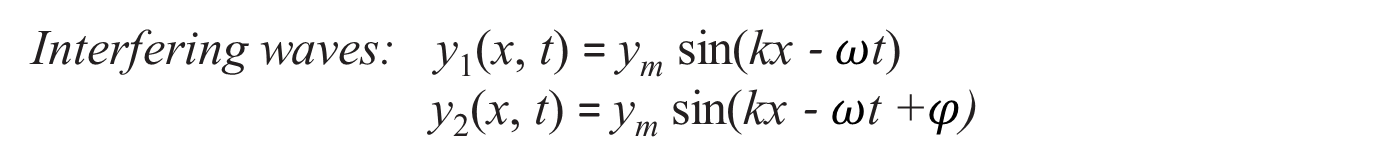 Interfering waves: y₁(x, t) = yₘ sin(kx - ωt)
y₂(x, t) = yₘ sin(kx - ωt +φ)